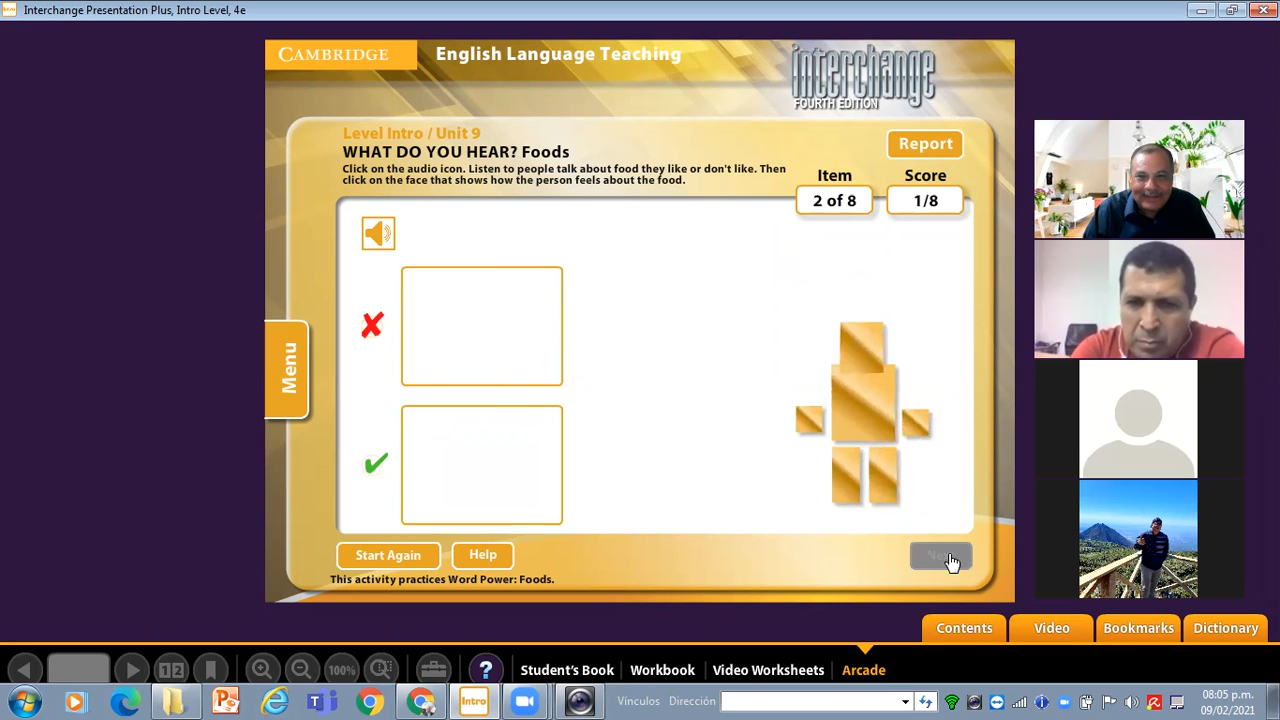 Interchange Presentation Plus, Intro Level, 4e
CAMBRIDGE
English Language Teaching
interchange
FOURTH EDITION
Level Intro / Unit 9
WHAT DO YOU HEAR? Foods
Click on the audio icon. Listen to people talk about food they like or don't like. Then
click on the face that shows how the person feels about the food.
Report
Item
Score
2 of 8
1/8
Menu
Start Again
Help
This activity practices Word Power: Foods.
Contents
Video
Bookmarks
Dictionary
12
100%
?
Student's Book
Workbook
Video Worksheets
Arcade
Intro
Vínculos
Dirección
08:05 p.m.
09/02/2021